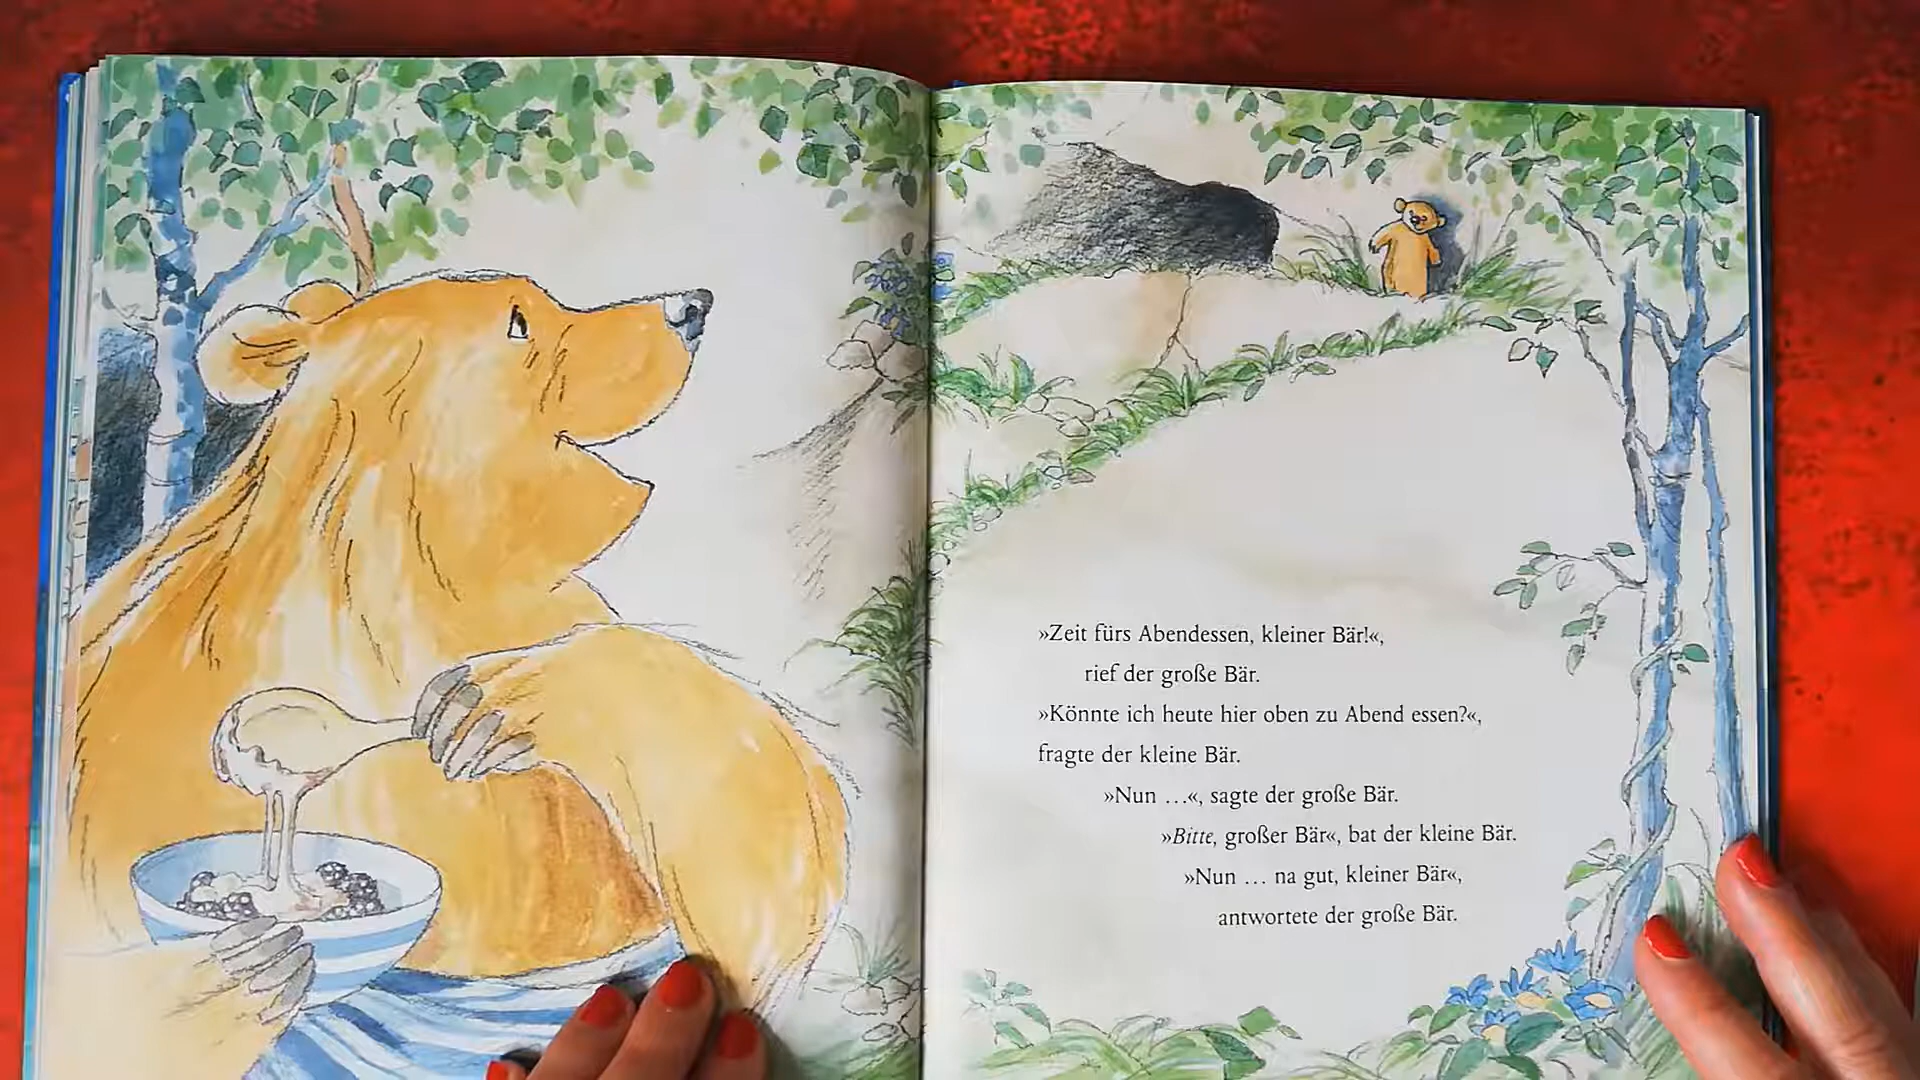 »Zeit fürs Abendessen, kleiner Bär!«,
rief der große Bär.
»Könnte ich heute hier oben zu Abend essen?«,
fragte der kleine Bär.
»Nun …«, sagte der große Bär.
»Bitte, großer Bär«, bat der kleine Bär.
»Nun … na gut, kleiner Bär«,
antwortete der große Bär.